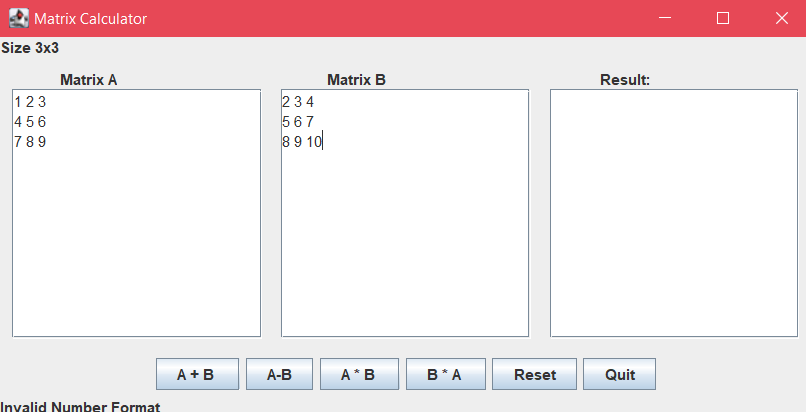 Matrix Calculator
Size 3x3
Matrix A
Matrix B
Result:
1 2 3
4 5 6
7 8 9
2 3 4
5 6 7
8 9 10
A + B
A-B
A * B
B * A
Reset
Quit
Invalid Number Format